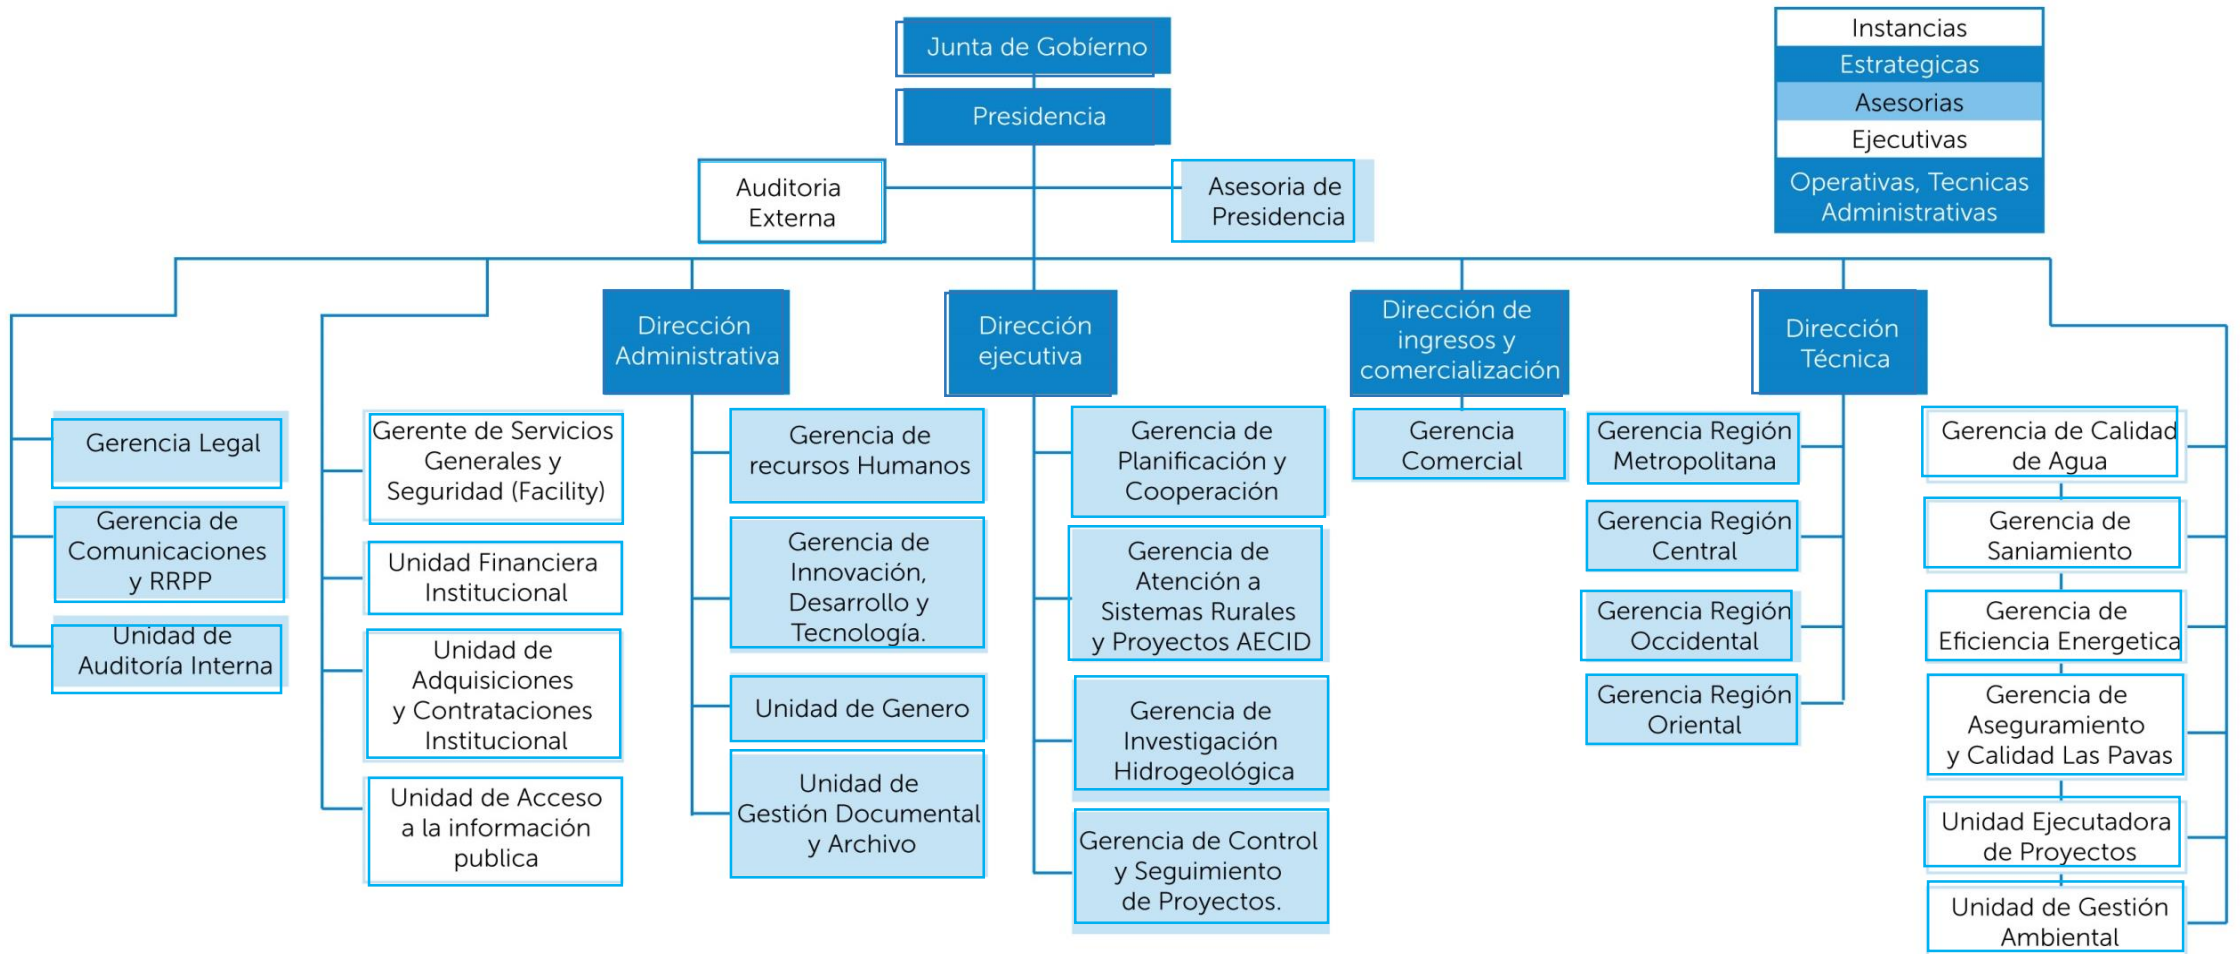 Junta de Gobíerno
Presidencia
Auditoria
Externa
Asesoria de
Presidencia
Instancias
Estrategicas
Asesorias
Ejecutivas
Operativas, Tecnicas
Administrativas
Gerencia Legal
Gerencia de
Comunicaciones
y RRPP
Unidad de
Auditoría Interna
Gerente de Servicios
Generales y
Seguridad (Facility)
Unidad Financiera
Institucional
Unidad de
Adquisiciones
y Contrataciones
Institucional
Unidad de Acceso
a la información
publica
Dirección
Administrativa
Gerencia de
recursos Humanos
Gerencia de
Innovación,
Desarrollo y
Tecnología.
Unidad de Genero
Unidad de
Gestión Documental
y Archivo
Dirección
ejecutiva
Gerencia de
Planificación y
Cooperación
Gerencia de
Atención a
Sistemas Rurales
y Proyectos AECID
Gerencia de
Investigación
Hidrogeológica
Gerencia de Control
y Seguimiento
de Proyectos.
Dirección de
ingresos y
comercialización
Gerencia
Comercial
Dirección
Técnica
Gerencia Región
Metropolitana
Gerencia Región
Central
Gerencia Región
Occidental
Gerencia Región
Oriental
Gerencia de Calidad
de Agua
Gerencia de
Saniamiento
Gerencia de
Eficiencia Energetica
Gerencia de
Aseguramiento
y Calidad Las Pavas
Unidad Ejecutadora
de Proyectos
Unidad de Gestión
Ambiental